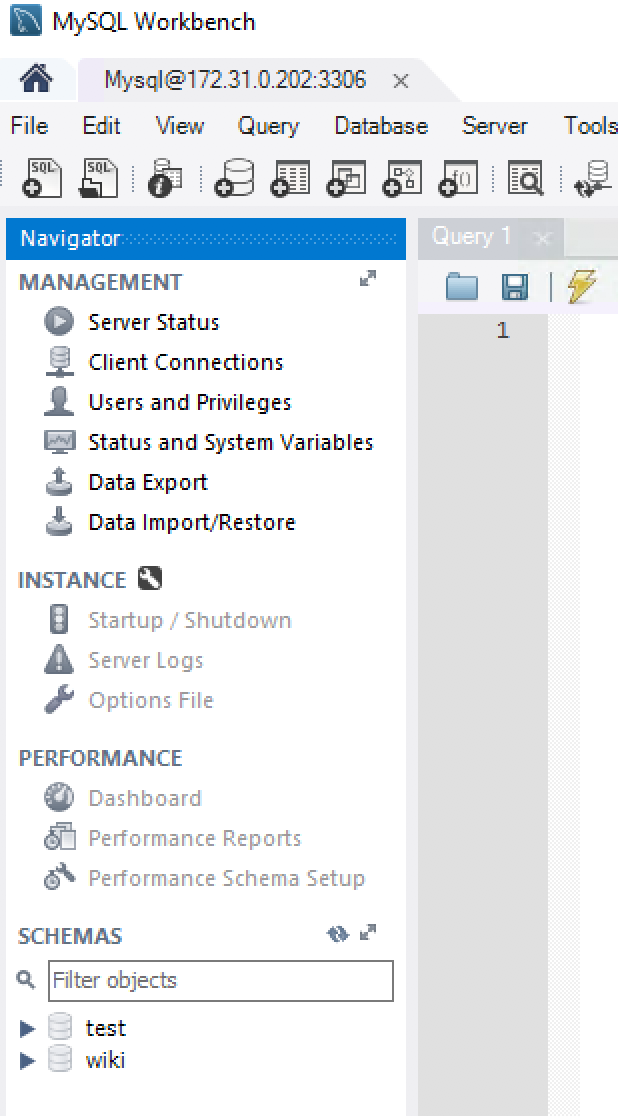 MySQL Workbench
Mysql@172.31.0.202:3306
File Edit View Query Database Server Tools
SQL SQL f()
Navigator
Query 1
MANAGEMENT
1
Server Status
Client Connections
Users and Privileges
Status and System Variables
Data Export
Data Import/Restore
INSTANCE
Startup / Shutdown
Server Logs
Options File
PERFORMANCE
Dashboard
Performance Reports
Performance Schema Setup
SCHEMAS
Filter objects
test
wiki